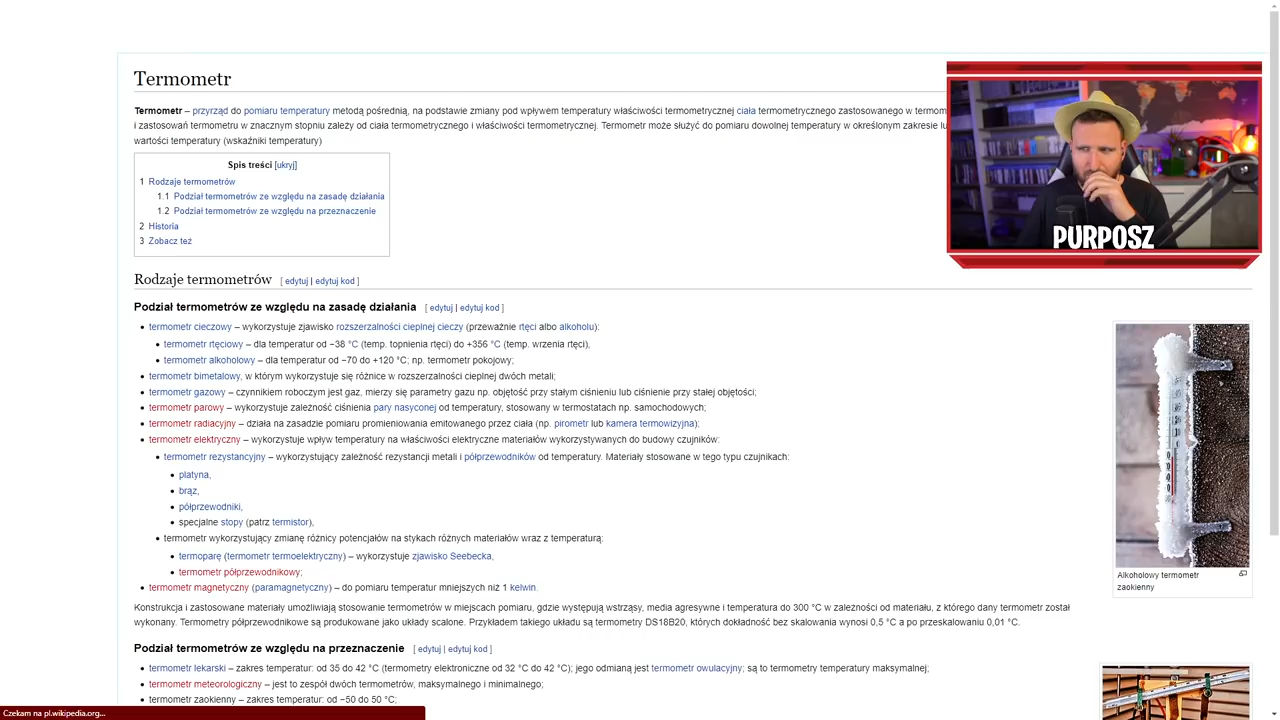 Termometr
Termometr – przyrząd do pomiaru temperatury metodą pośrednią, na podstawie zmiany pod wpływem temperatury właściwości termometrycznej ciała termometrycznego zastosowanego w
i zastosowań termometru w znacznym stopniu zależy od ciała termometrycznego i właściwości termometrycznej. Termometr może służyć do pomiaru dowolnej temperatury w określonym zakresie
wartości temperatury (wskaźniki temperatury)
Spis treści [ukryj]
1 Rodzaje termometrów
1.1 Podział termometrów ze względu na zasadę działania
1.2 Podział termometrów ze względu na przeznaczenie
2 Historia
3 Zobacz też
PURPOSZ
Rodzaje termometrów [ edytuj | edytuj kod ]
Podział termometrów ze względu na zasadę działania [ edytuj | edytuj kod ]
• termometr cieczowy – wykorzystuje zjawisko rozszerzalności cieplnej cieczy (przeważnie rtęci albo alkoholu):
• termometr rtęciowy – dla temperatur od −38 °C (temp. topnienia rtęci) do +356 °C (temp. wrzenia rtęci),
• termometr alkoholowy – dla temperatur od −70 do +120 °C; np. termometr pokojowy;
• termometr bimetalowy, w którym wykorzystuje się różnice w rozszerzalności cieplnej dwóch metali;
• termometr gazowy – czynnikiem roboczym jest gaz, mierzy się parametry gazu np. objętość przy stałym ciśnieniu lub ciśnienie przy stałej objętości;
• termometr parowy – wykorzystuje zależność ciśnienia pary nasyconej od temperatury, stosowany w termostatach np. samochodowych;
• termometr radiacyjny – działa na zasadzie pomiaru promieniowania emitowanego przez ciała (np. pirometr lub kamera termowizyjna);
• termometr elektryczny – wykorzystuje wpływ temperatury na właściwości elektryczne materiałów wykorzystywanych do budowy czujników:
• termometr rezystancyjny – wykorzystujący zależność rezystancji metali i półprzewodników od temperatury. Materiały stosowane w tego typu czujnikach:
• platyna,
• brąz,
• półprzewodniki,
• specjalne stopy (patrz termistor),
• termometr wykorzystujący zmianę różnicy potencjałów na stykach różnych materiałów wraz z temperaturą:
• termoparę (termometr termoelektryczny) – wykorzystuje zjawisko Seebecka,
• termometr półprzewodnikowy;
• termometr magnetyczny (paramagnetyczny) – do pomiaru temperatur mniejszych niż 1 kelwin.
Alkoholowy termometr
zaokienny
Konstrukcja i zastosowane materiały umożliwiają stosowanie termometrów w miejscach pomiaru, gdzie występują wstrząsy, media agresywne i temperatura do 300 °C w zależności od materiału, z którego dany termometr został
wykonany. Termometry półprzewodnikowe są produkowane jako układy scalone. Przykładem takiego układu są termometry DS18B20, których dokładność bez skalowania wynosi 0,5 °C a po przeskalowaniu 0,01 °C.
Podział termometrów ze względu na przeznaczenie [ edytuj | edytuj kod ]
• termometr lekarski – zakres temperatur: od 35 do 42 °C (termometry elektroniczne od 32 °C do 42 °C); jego odmianą jest termometr owulacyjny; są to termometry temperatury maksymalnej;
• termometr meteorologiczny – jest to zespół dwóch termometrów, maksymalnego i minimalnego;
• termometr zaokienny – zakres temperatur: od −50 do 50 °C;
Czekam na pl.wikipedia.org...